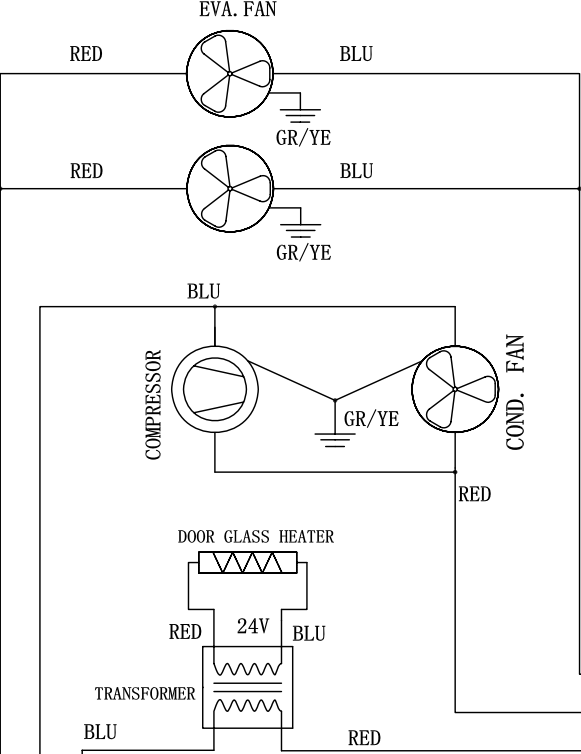 EVA. FAN
RED
BLU
GR/YE
RED
BLU
GR/YE
BLU
COMPRESSOR
COND. FAN
GR/YE
RED
DOOR GLASS HEATER
RED
24V
BLU
TRANSFORMER
BLU
RED